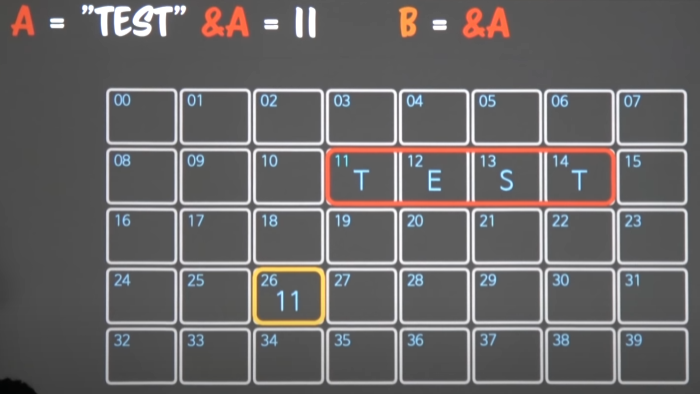 A = "TEST" &A = 11 B = &A
00 01 02 03 04 05 06 07
08 09 10 11 12 13 14 15
T E S T
16 17 18 19 20 21 22 23
24 25 26 27 28 29 30 31
11
32 33 34 35 36 37 38 39